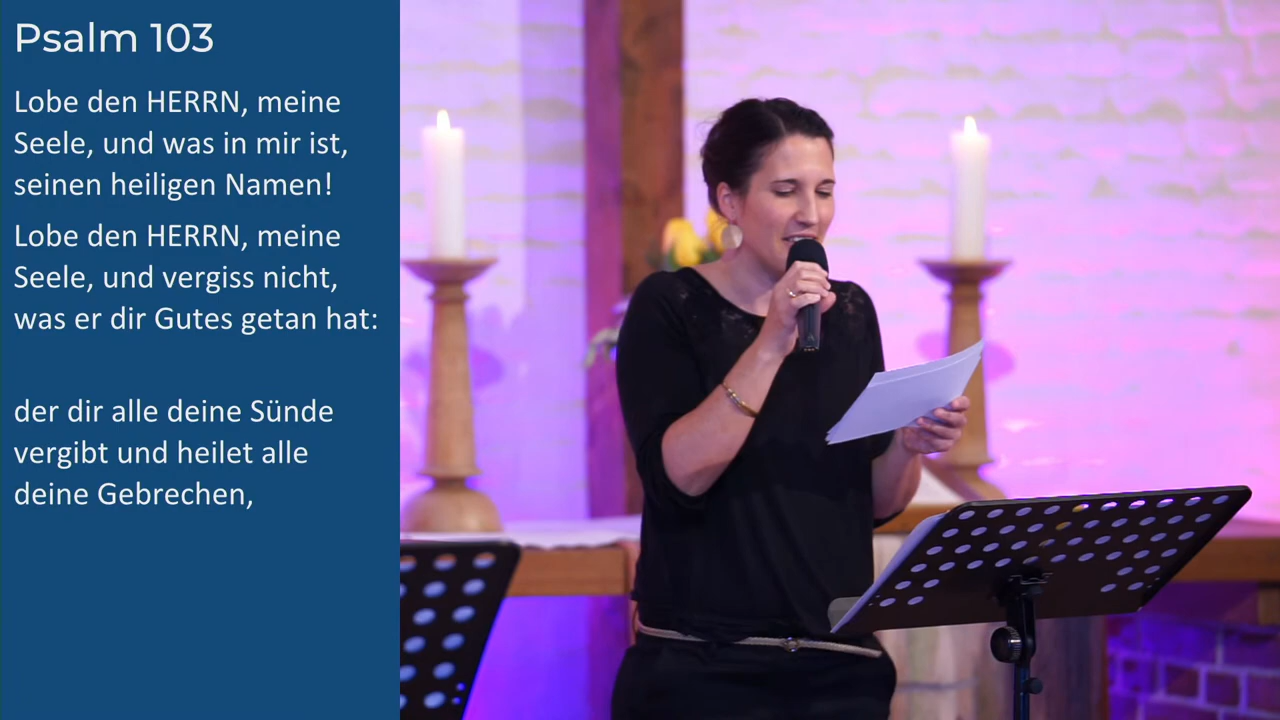 Psalm 103
Lobe den HERRN, meine
Seele, und was in mir ist,
seinen heiligen Namen!
Lobe den HERRN, meine
Seele, und vergiss nicht,
was er dir Gutes getan hat:
der dir alle deine Sünde
vergibt und heilet alle
deine Gebrechen,